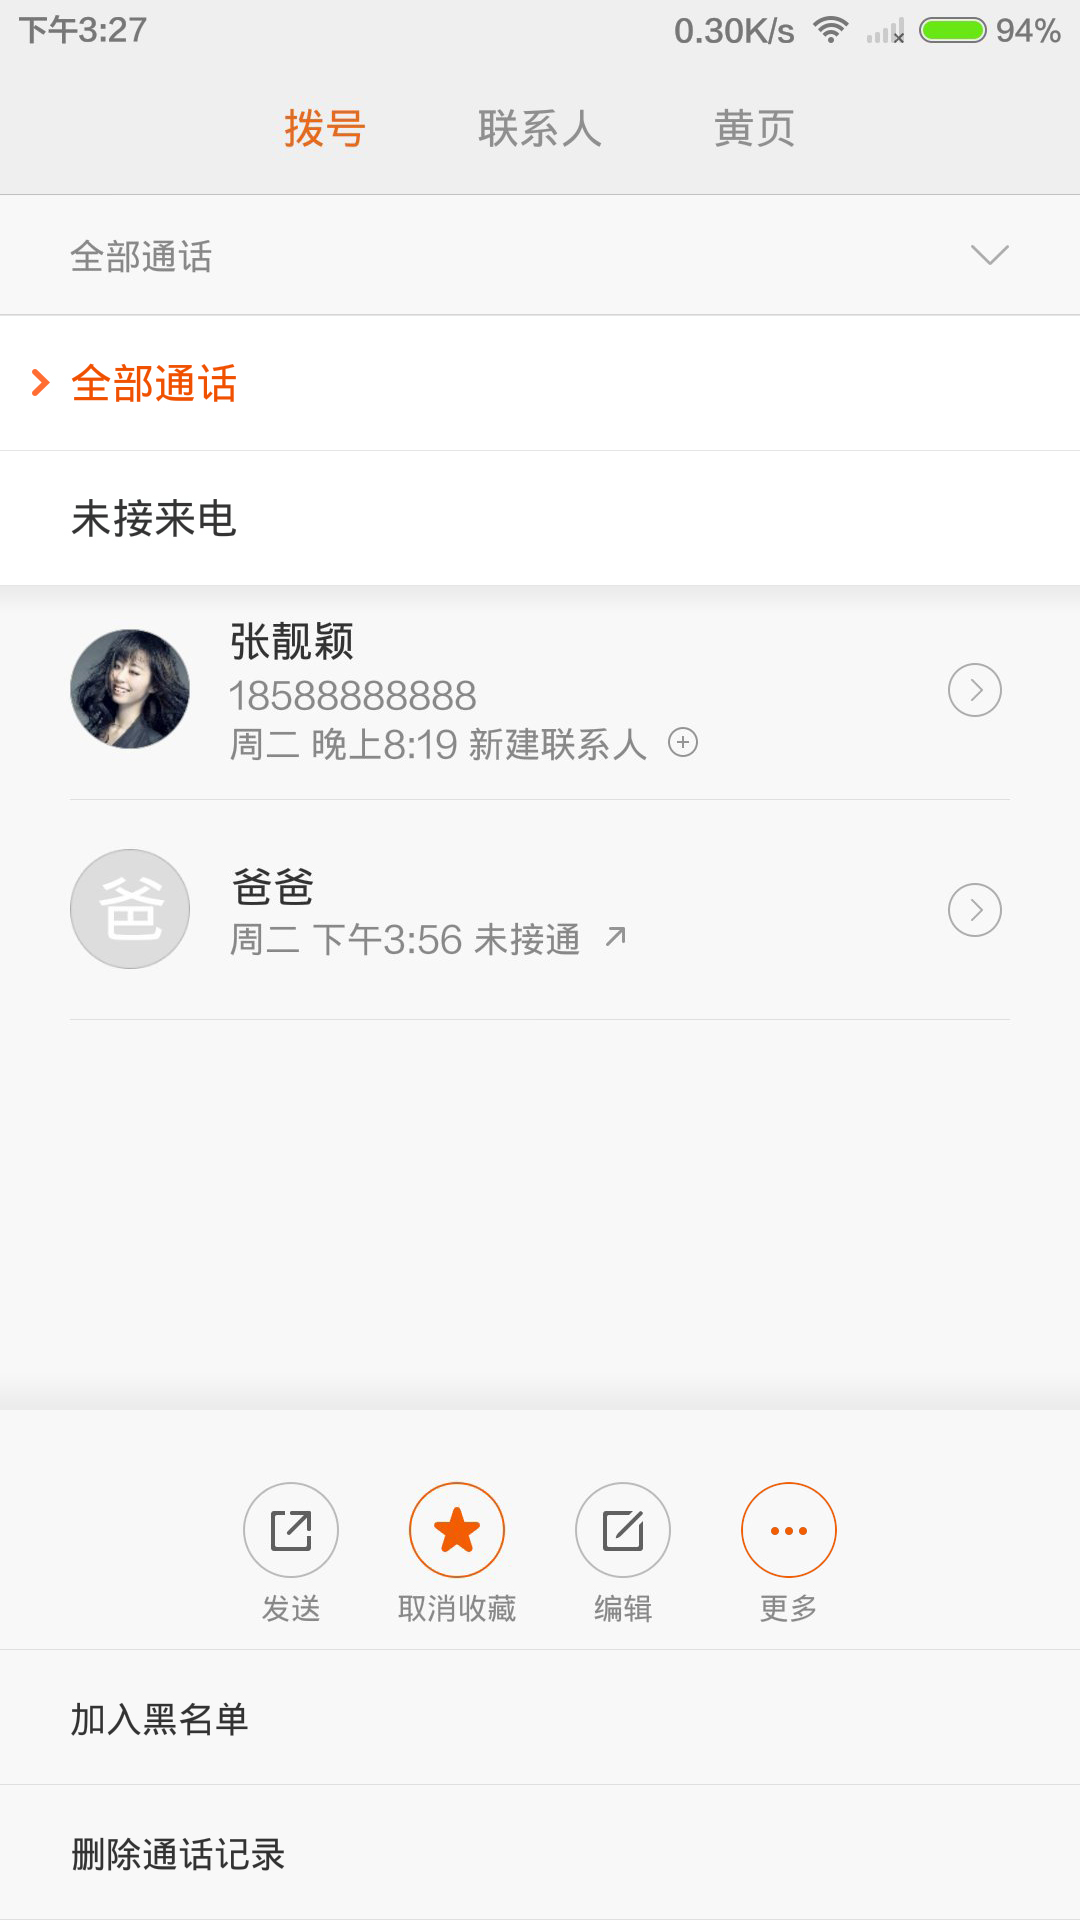 下午3:27 0.30K/s 94%
拨号 联系人 黄页
全部通话
全部通话
未接来电
张靓颖
18588888888
周二 晚上8:19 新建联系人
爸
爸爸
周二 下午3:56 未接通
发送 取消收藏 编辑 更多
加入黑名单
删除通话记录